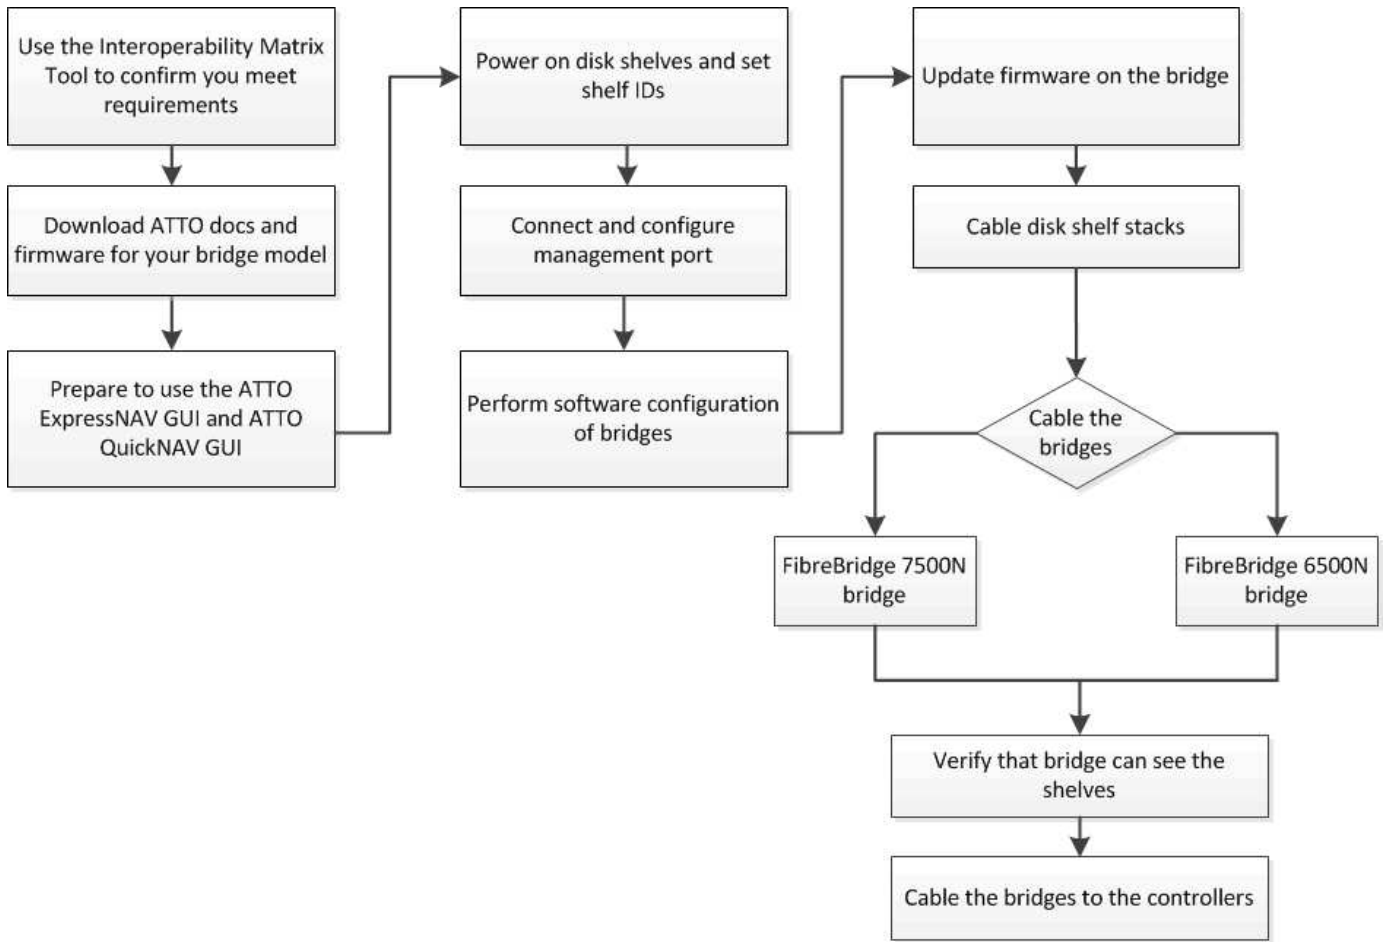 Use the Interoperability Matrix
Tool to confirm you meet
requirements
Download ATTO docs and
firmware for your bridge model
Prepare to use the ATTO
ExpressNAV GUI and ATTO
QuickNAV GUI
Power on disk shelves and set
shelf IDs
Connect and configure
management port
Perform software configuration
of bridges
Update firmware on the bridge
Cable disk shelf stacks
Cable the
bridges
FibreBridge 7500N
bridge
FibreBridge 6500N
bridge
Verify that bridge can see the
shelves
Cable the bridges to the controllers